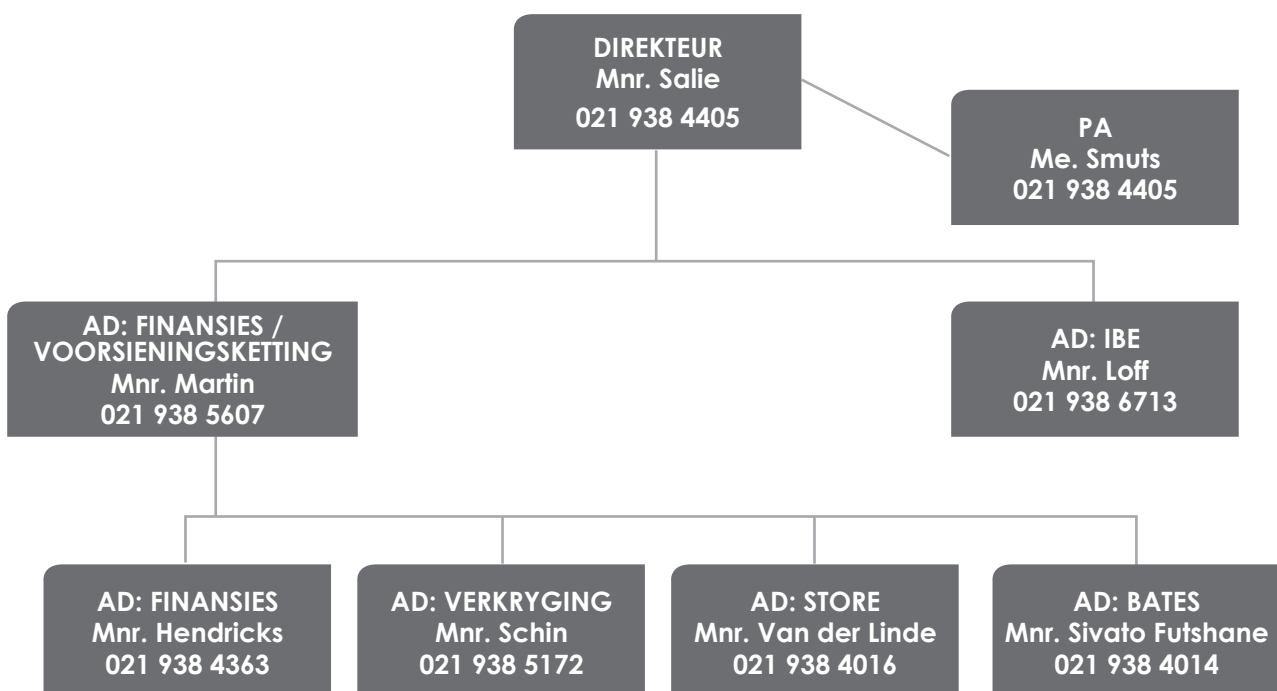 DIREKTEUR
Mnr. Salie
021 938 4405
PA
Me. Smuts
021 938 4405
AD: FINANSIES /
VOORSIENINGSKETTING
Mnr. Martin
021 938 5607
AD: IBE
Mnr. Loff
021 938 6713
AD: FINANSIES
Mnr. Hendricks
021 938 4363
AD: VERKRYGING
Mnr. Schin
021 938 5172
AD: STORE
Mnr. Van der Linde
021 938 4016
AD: BATES
Mnr. Sivato Futshane
021 938 4014